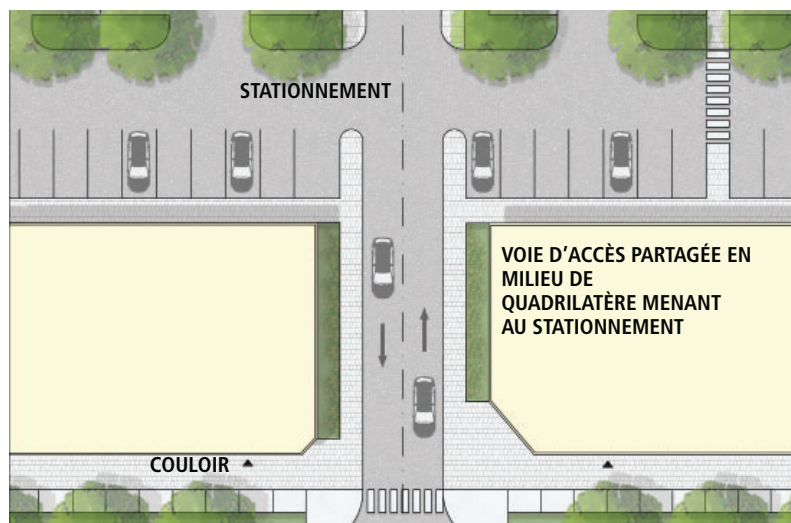 STATIONNEMENT
VOIE D'ACCÈS PARTAGÉE EN
MILIEU DE
QUADRILATÈRE MENANT
AU STATIONNEMENT
COULOIR